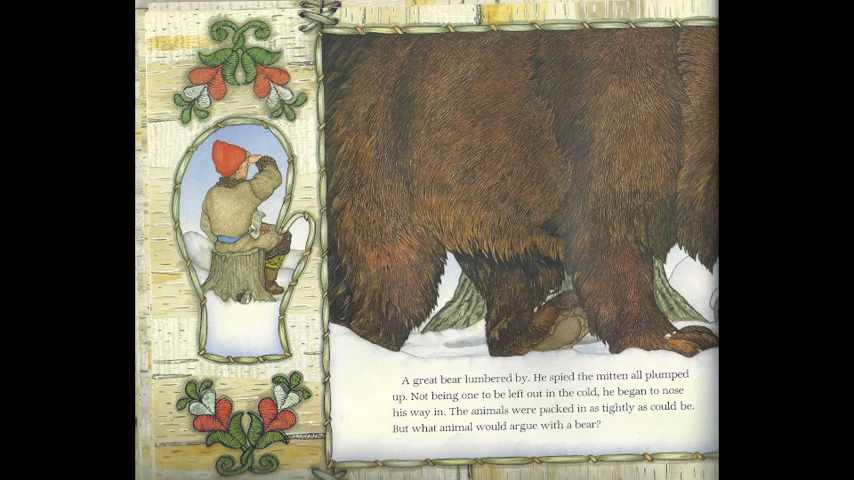 A great bear lumbered by. He spied the mitten all plumped
up. Not being one to be left out in the cold, he began to nose
his way in. The animals were packed in as tightly as could be.
But what animal would argue with a bear?